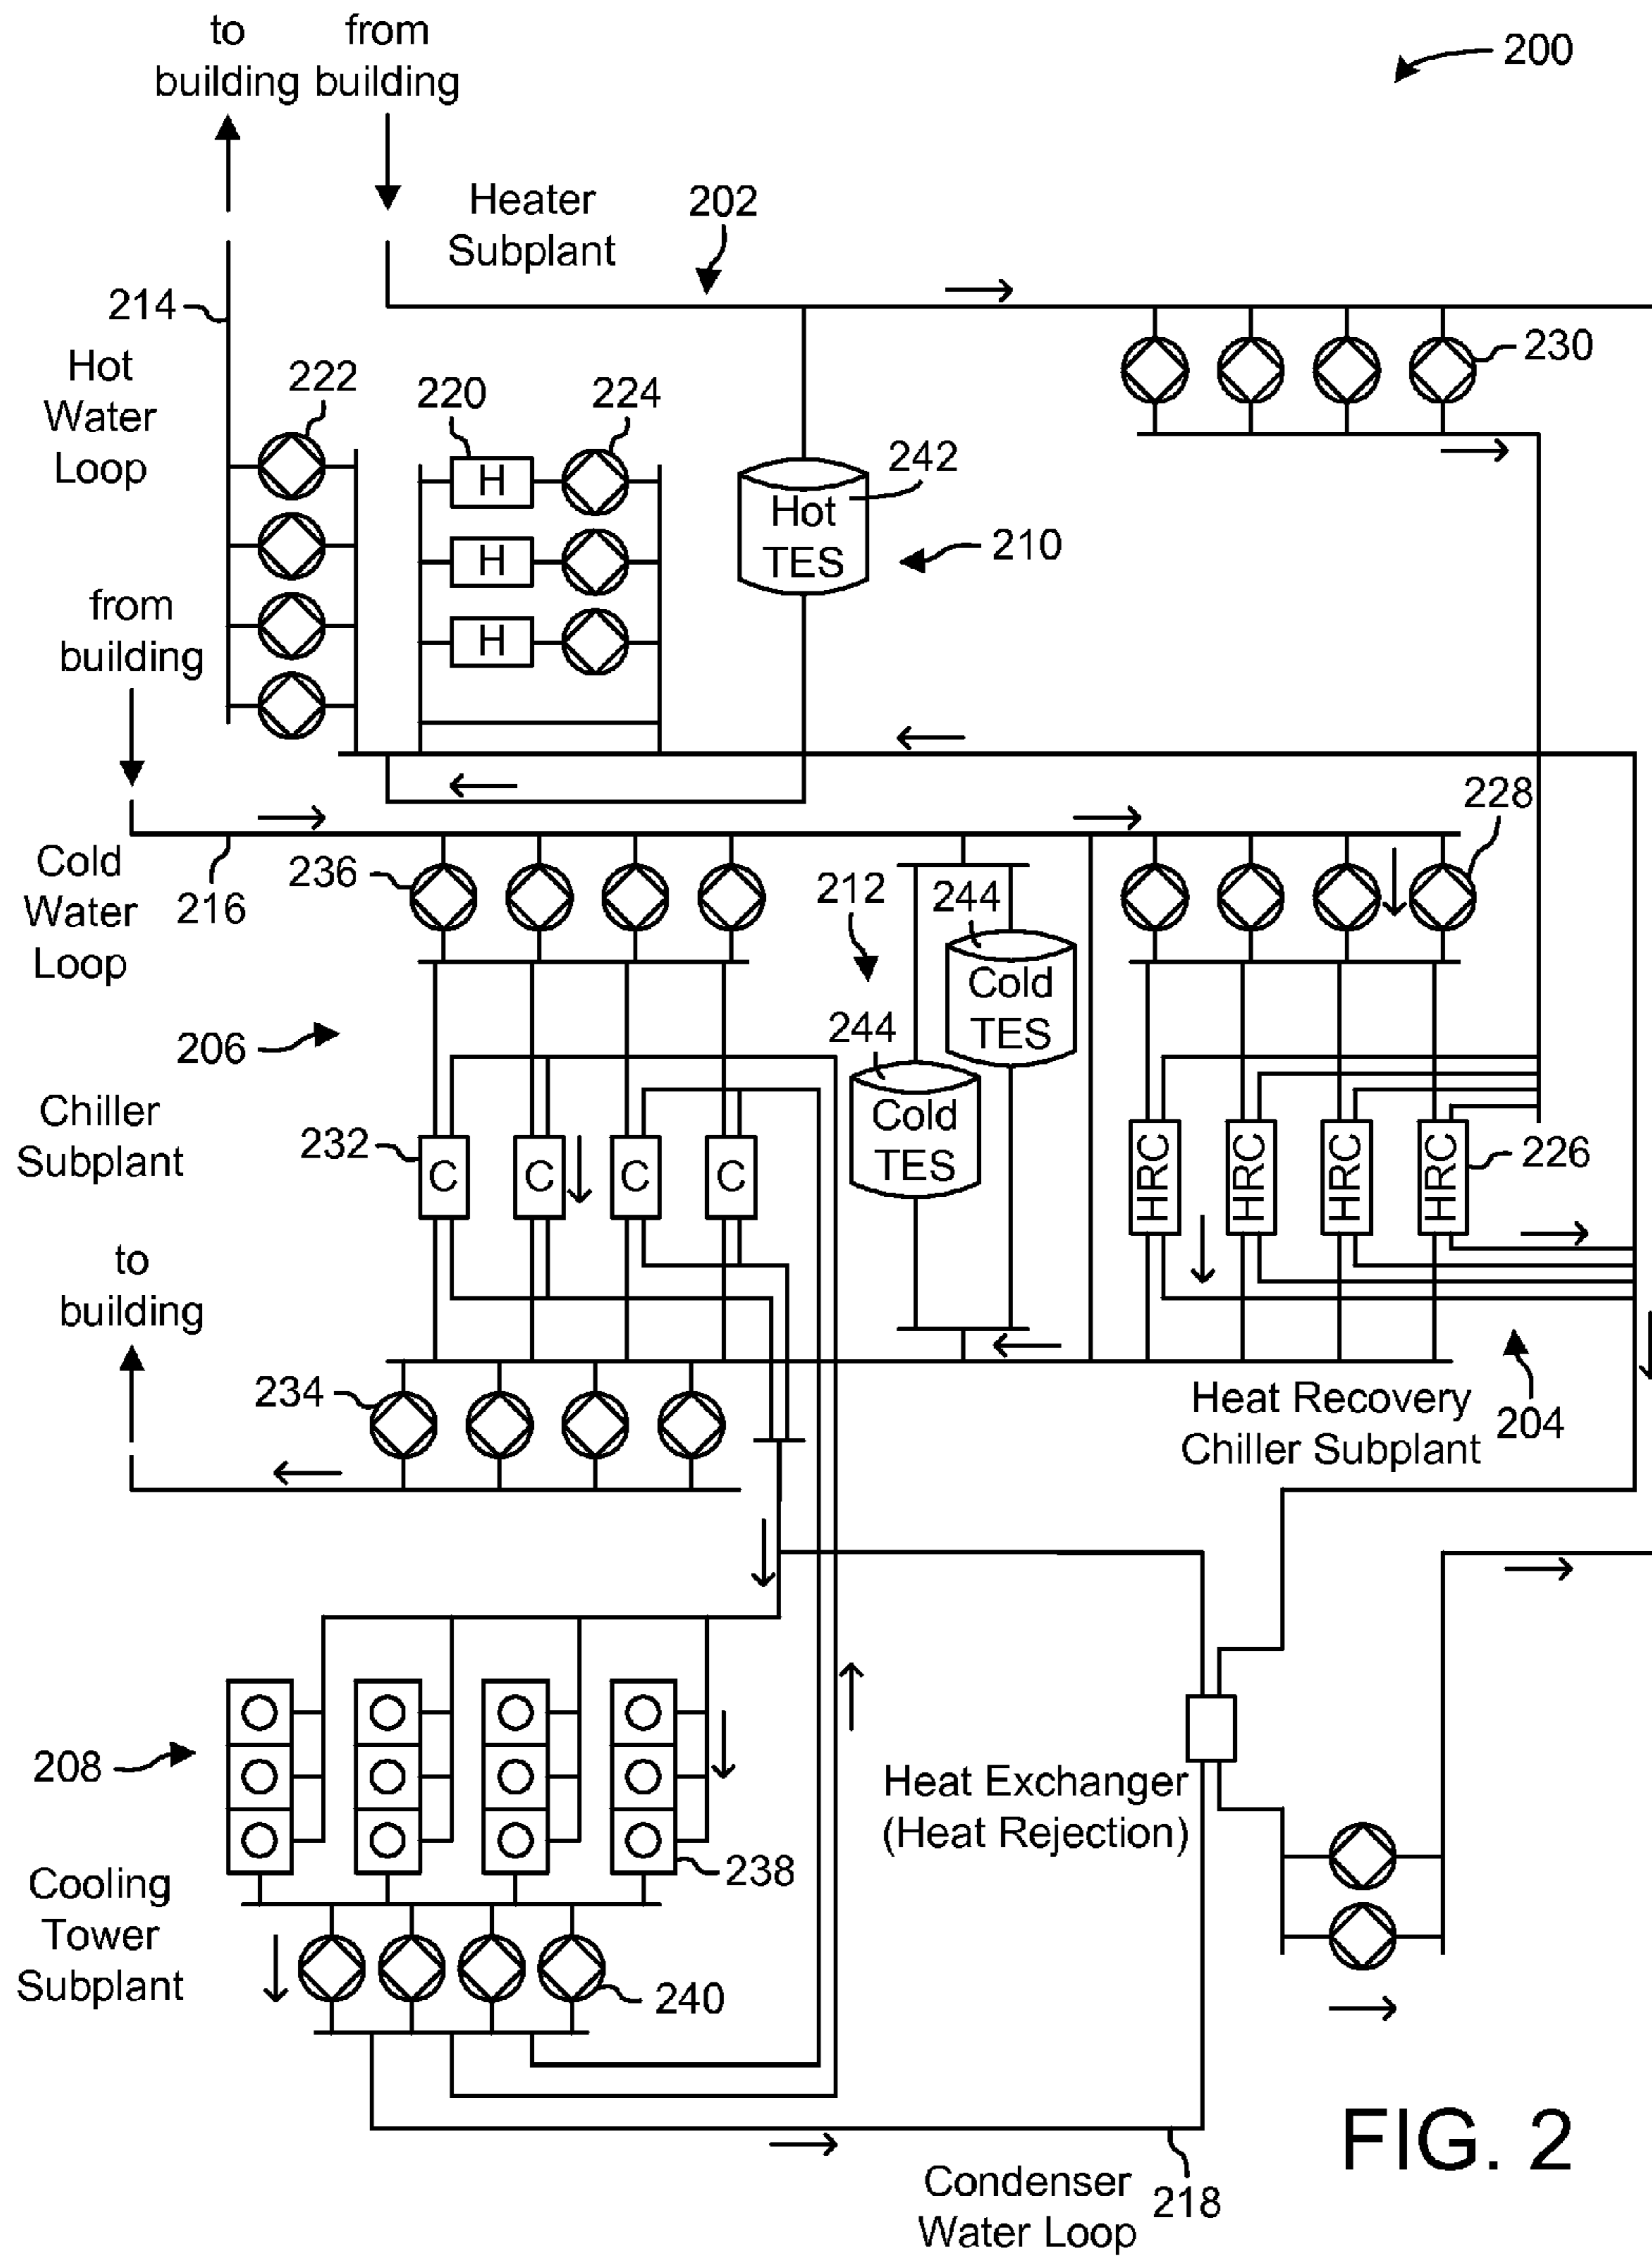 to from
building building
200
Heater
Subplant
202
214
Hot
Water
Loop
222
220
224
230
H
H
H
Hot
TES
242
210
from
building
228
Cold
Water
Loop
216
236
212
244
Cold
TES
244
Cold
TES
206
Chiller
Subplant
232
C C C C
HRC HRC HRC HRC
226
to
building
234
Heat Recovery
Chiller Subplant
204
208
Heat Exchanger
(Heat Rejection)
238
Cooling
Tower
Subplant
240
Condenser
Water Loop
218
FIG. 2